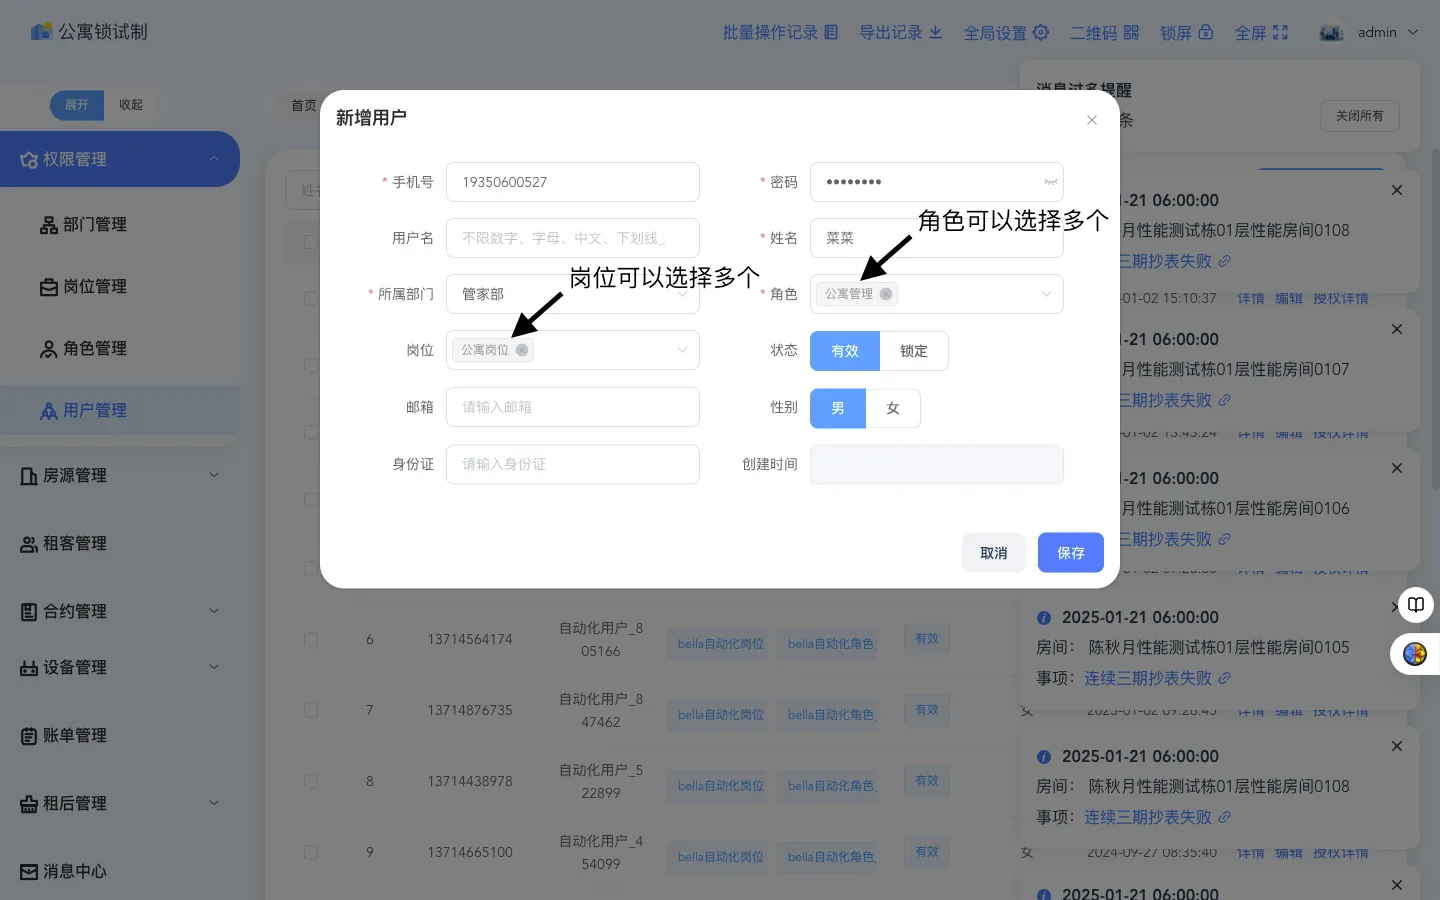 公寓锁试制
批量操作记录 导出记录 全局设置 二维码 锁屏 全屏 admin
展开 收起
首页
权限管理
部门管理
岗位管理
角色管理
用户管理
房源管理
租客管理
合约管理
设备管理
账单管理
租后管理
消息中心
新增用户
* 手机号 19350600527
* 密码 ••••••••
用户名 不限数字、字母、中文、下划线_
* 姓名 菜菜
角色可以选择多个
岗位可以选择多个
* 所属部门 管家部
* 角色 公寓管理
岗位 公寓岗位
状态 有效 锁定
邮箱 请输入邮箱
性别 男 女
身份证 请输入身份证
创建时间
取消 保存
6 13714564174 自动化用户_8
05166 bella自动化岗位 bella自动化角色_ 有效
7 13714876735 自动化用户_8
47462 bella自动化岗位 bella自动化角色_ 有效
8 13714438978 自动化用户_5
22899 bella自动化岗位 bella自动化角色_ 有效
9 13714665100 自动化用户_4
54099 bella自动化岗位 bella自动化角色_ 有效
消息过多提醒
条
关闭所有
1-21 06:00:00
月性能测试栋01层性能房间0108
三期抄表失败
01-02 15:10:37 详情 编辑 授权详情
1-21 06:00:00
月性能测试栋01层性能房间0107
三期抄表失败
1-21 06:00:00
月性能测试栋01层性能房间0106
三期抄表失败
2025-01-21 06:00:00
房间： 陈秋月性能测试栋01层性能房间0105
事项： 连续三期抄表失败
女 2025-01-02 09:26:45 详情 编辑 授权详情
2025-01-21 06:00:00
房间： 陈秋月性能测试栋01层性能房间0108
事项： 连续三期抄表失败
女 2024-09-27 08:35:40 详情 编辑 授权详情
2025-01-21 06:00:00